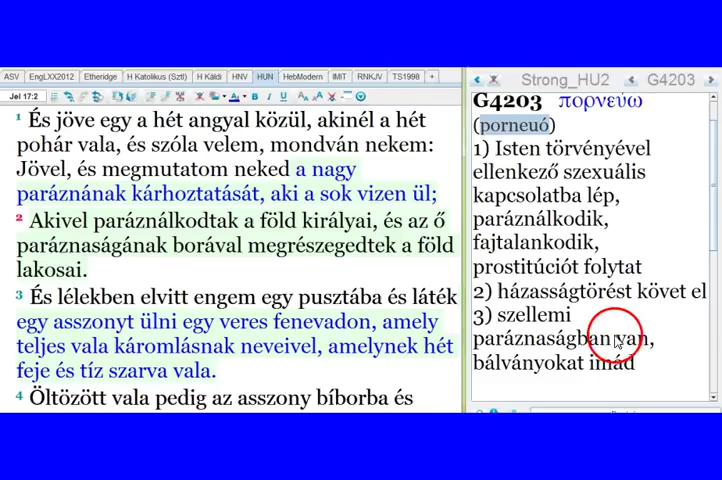 ASV EngLXX2012 Etheridge H Katolikus (Sztl) H Káldi HNV HUN HebModern IMIT RNKJV TS1998 +
Jel 17:2
1 És jöve egy a hét angyal közül, akinél a hét
pohár vala, és szóla velem, mondván nekem:
Jövel, és megmutatom neked a nagy
paráznának kárhoztatását, aki a sok vizen ül;
2 Akivel paráználkodtak a föld királyai, és az ő
paráznaságának borával megrészegedtek a föld
lakosai.
3 És lélekben elvitt engem egy pusztába és láték
egy asszonyt ülni egy veres fenevadon, amely
teljes vala káromlásnak neveivel, amelynek hét
feje és tíz szarva vala.
4 Öltözött vala pedig az asszony bíborba és
Strong_HU2 G4203
G4203 πορνεύω
(porneuó)
1) Isten törvényével
ellenkező szexuális
kapcsolatba lép,
paráználkodik,
fajtalankodik,
prostitúciót folytat
2) házasságtörést követ el
3) szellemi
paráznaságban van,
bálványokat imád